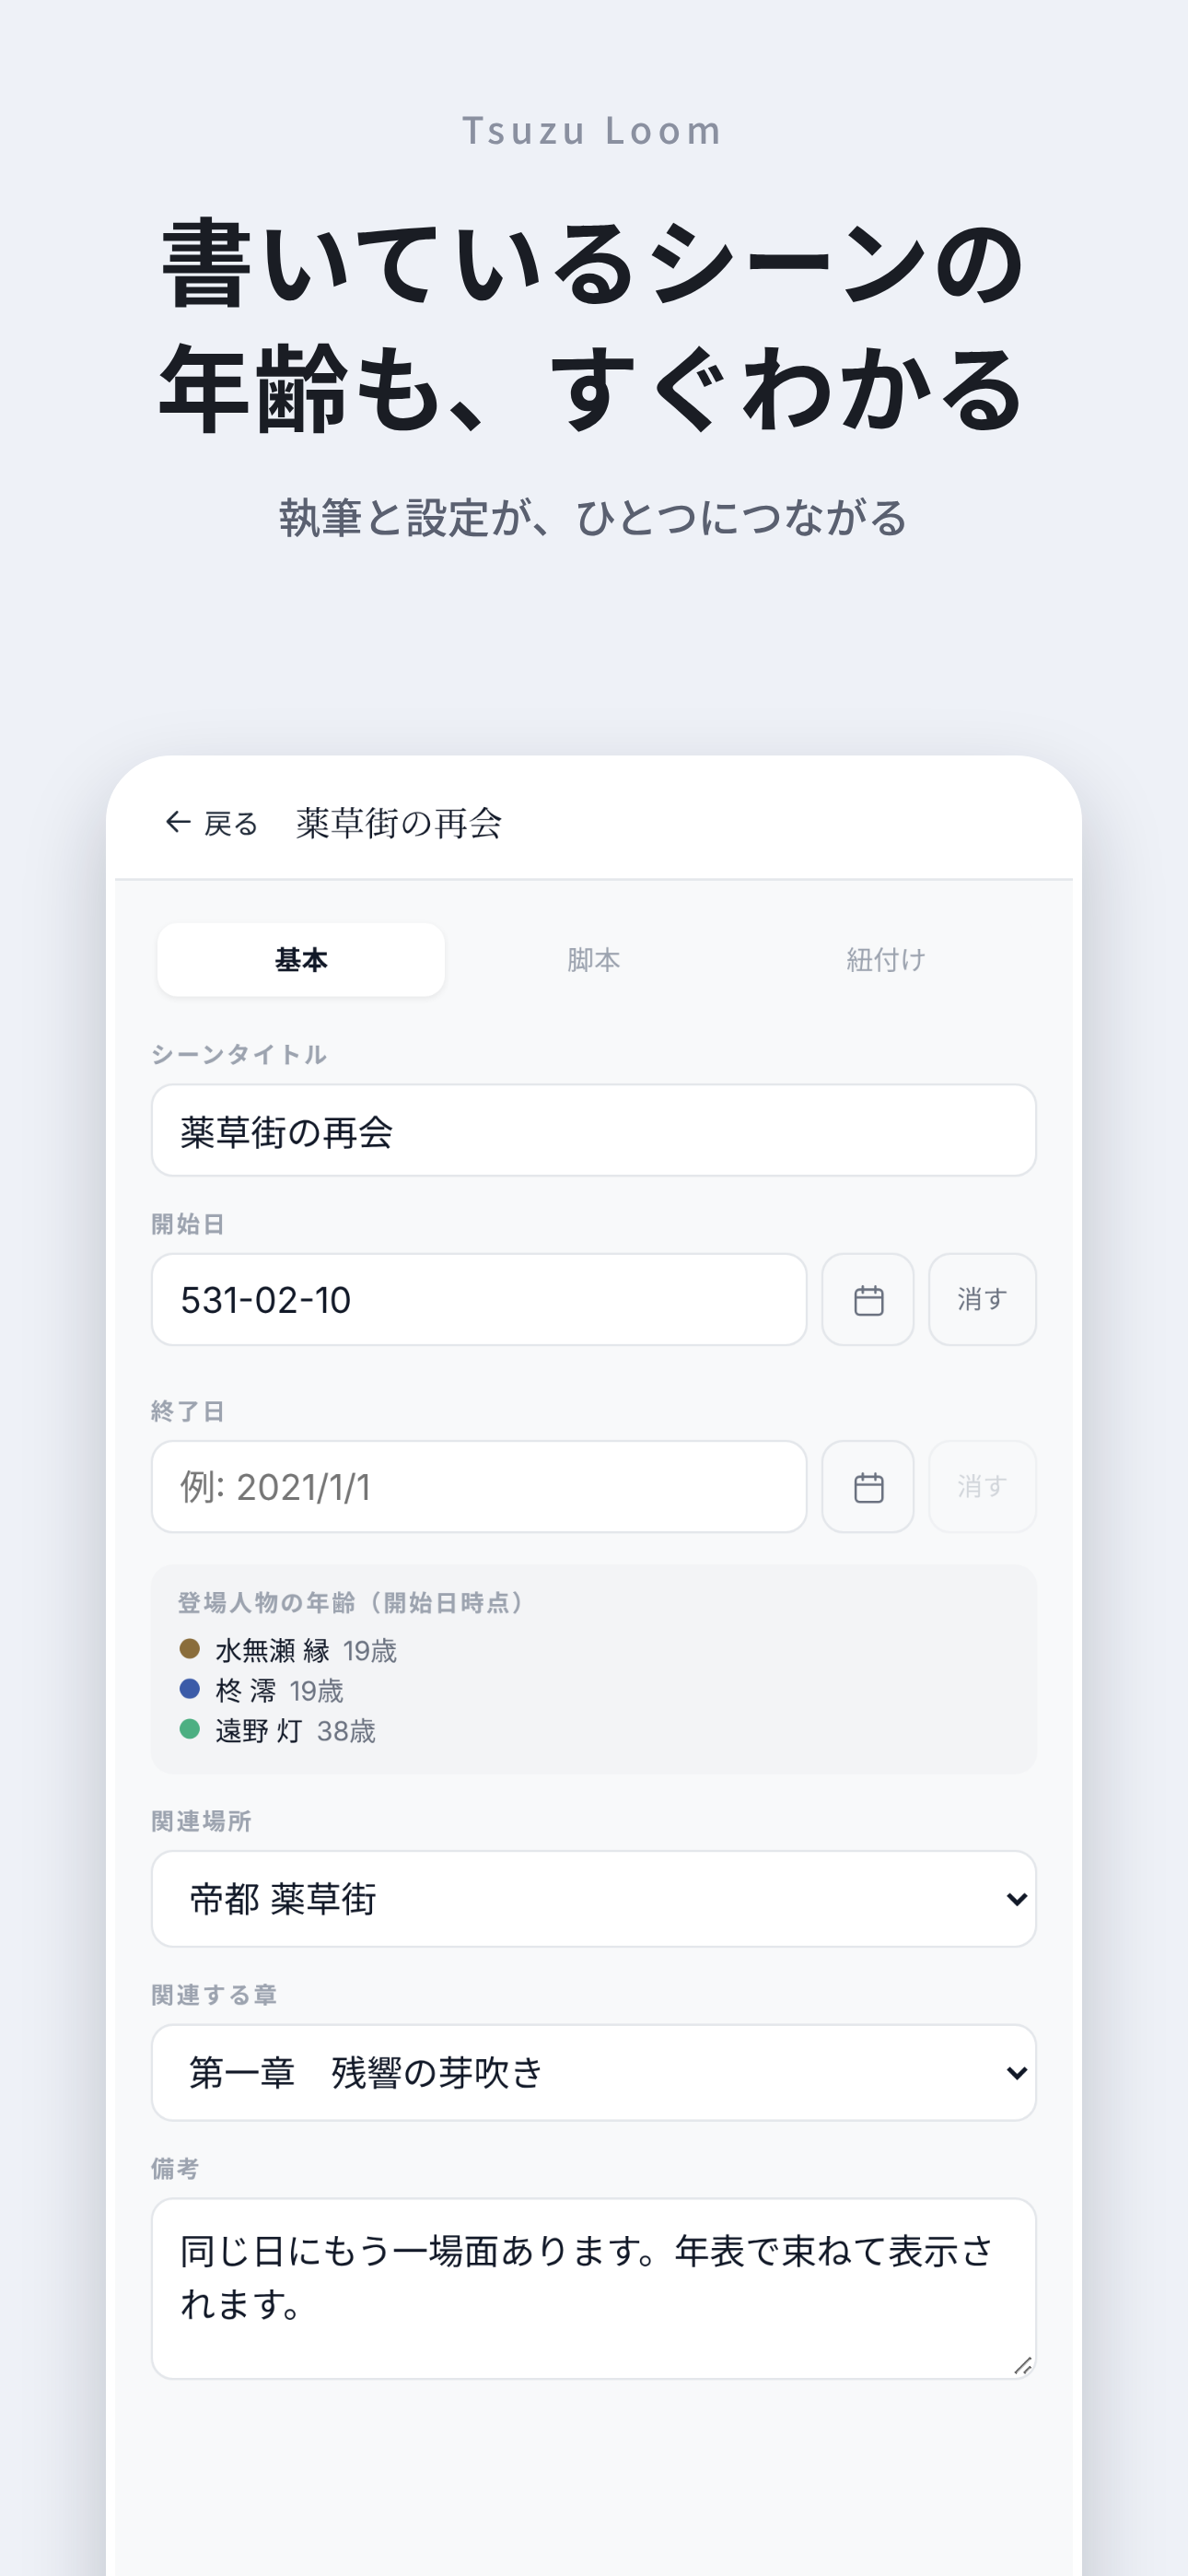 Tsuzu Loom
書いているシーンの
年齢も、すぐわかる
執筆と設定が、ひとつにつながる
← 戻る 薬草街の再会
基本 脚本 紐付け
シーンタイトル
薬草街の再会
開始日
531-02-10 消す
終了日
例: 2021/1/1 消す
登場人物の年齢（開始日時点）
水無瀬 縁 19歳
柊 澪 19歳
遠野 灯 38歳
関連場所
帝都 薬草街
関連する章
第一章　残響の芽吹き
備考
同じ日にもう一場面あります。年表で束ねて表示さ
れます。